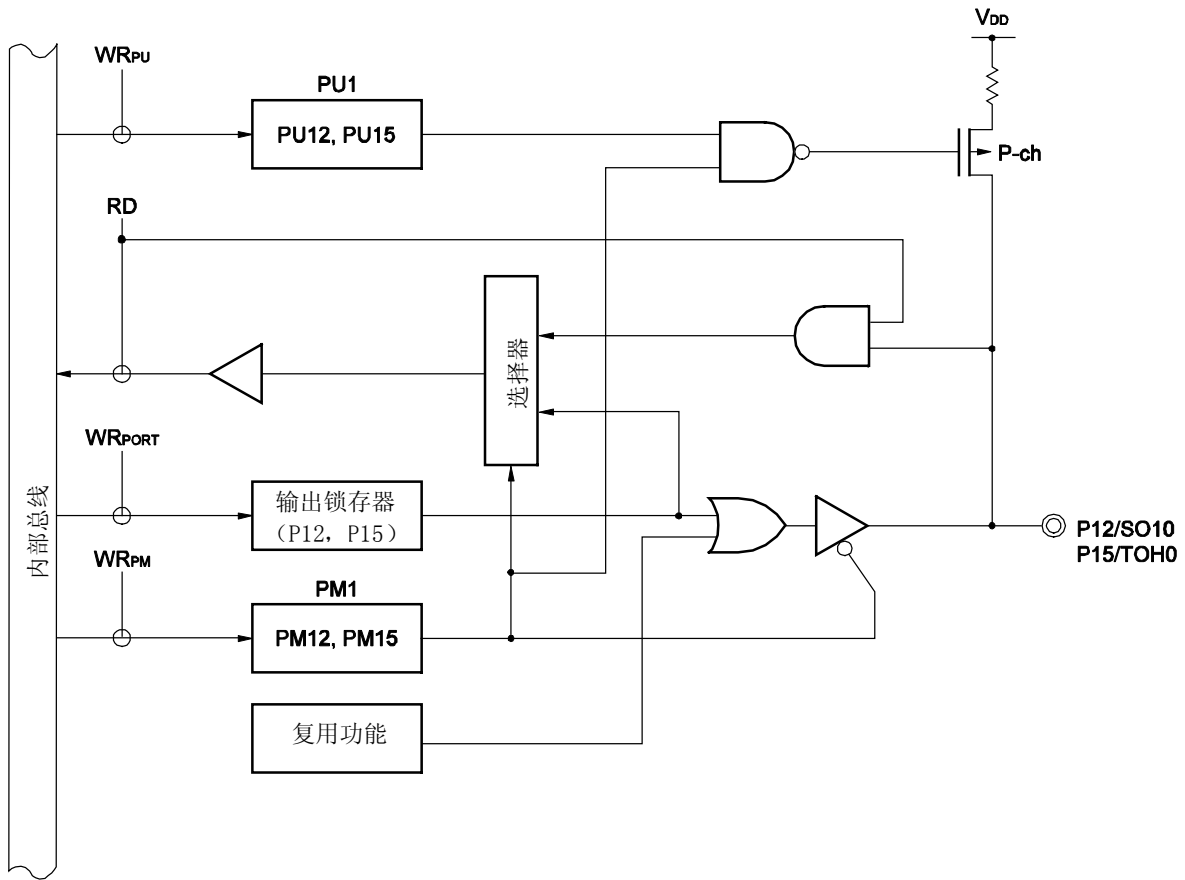 VDD
WRPU
PU1
PU12, PU15
P-ch
RD
选择器
WRPORT
输出锁存器
（P12，P15）
内部总线
P12/SO10
P15/TOH0
WRPM
PM1
PM12, PM15
复用功能